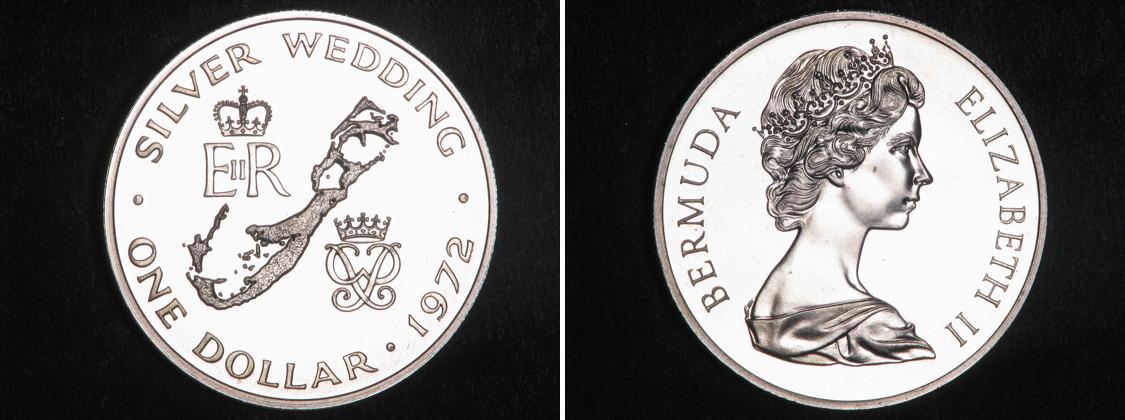 SILVER WEDDING
EIIR
ONE DOLLAR · 1972
BERMUDA
ELIZABETH II